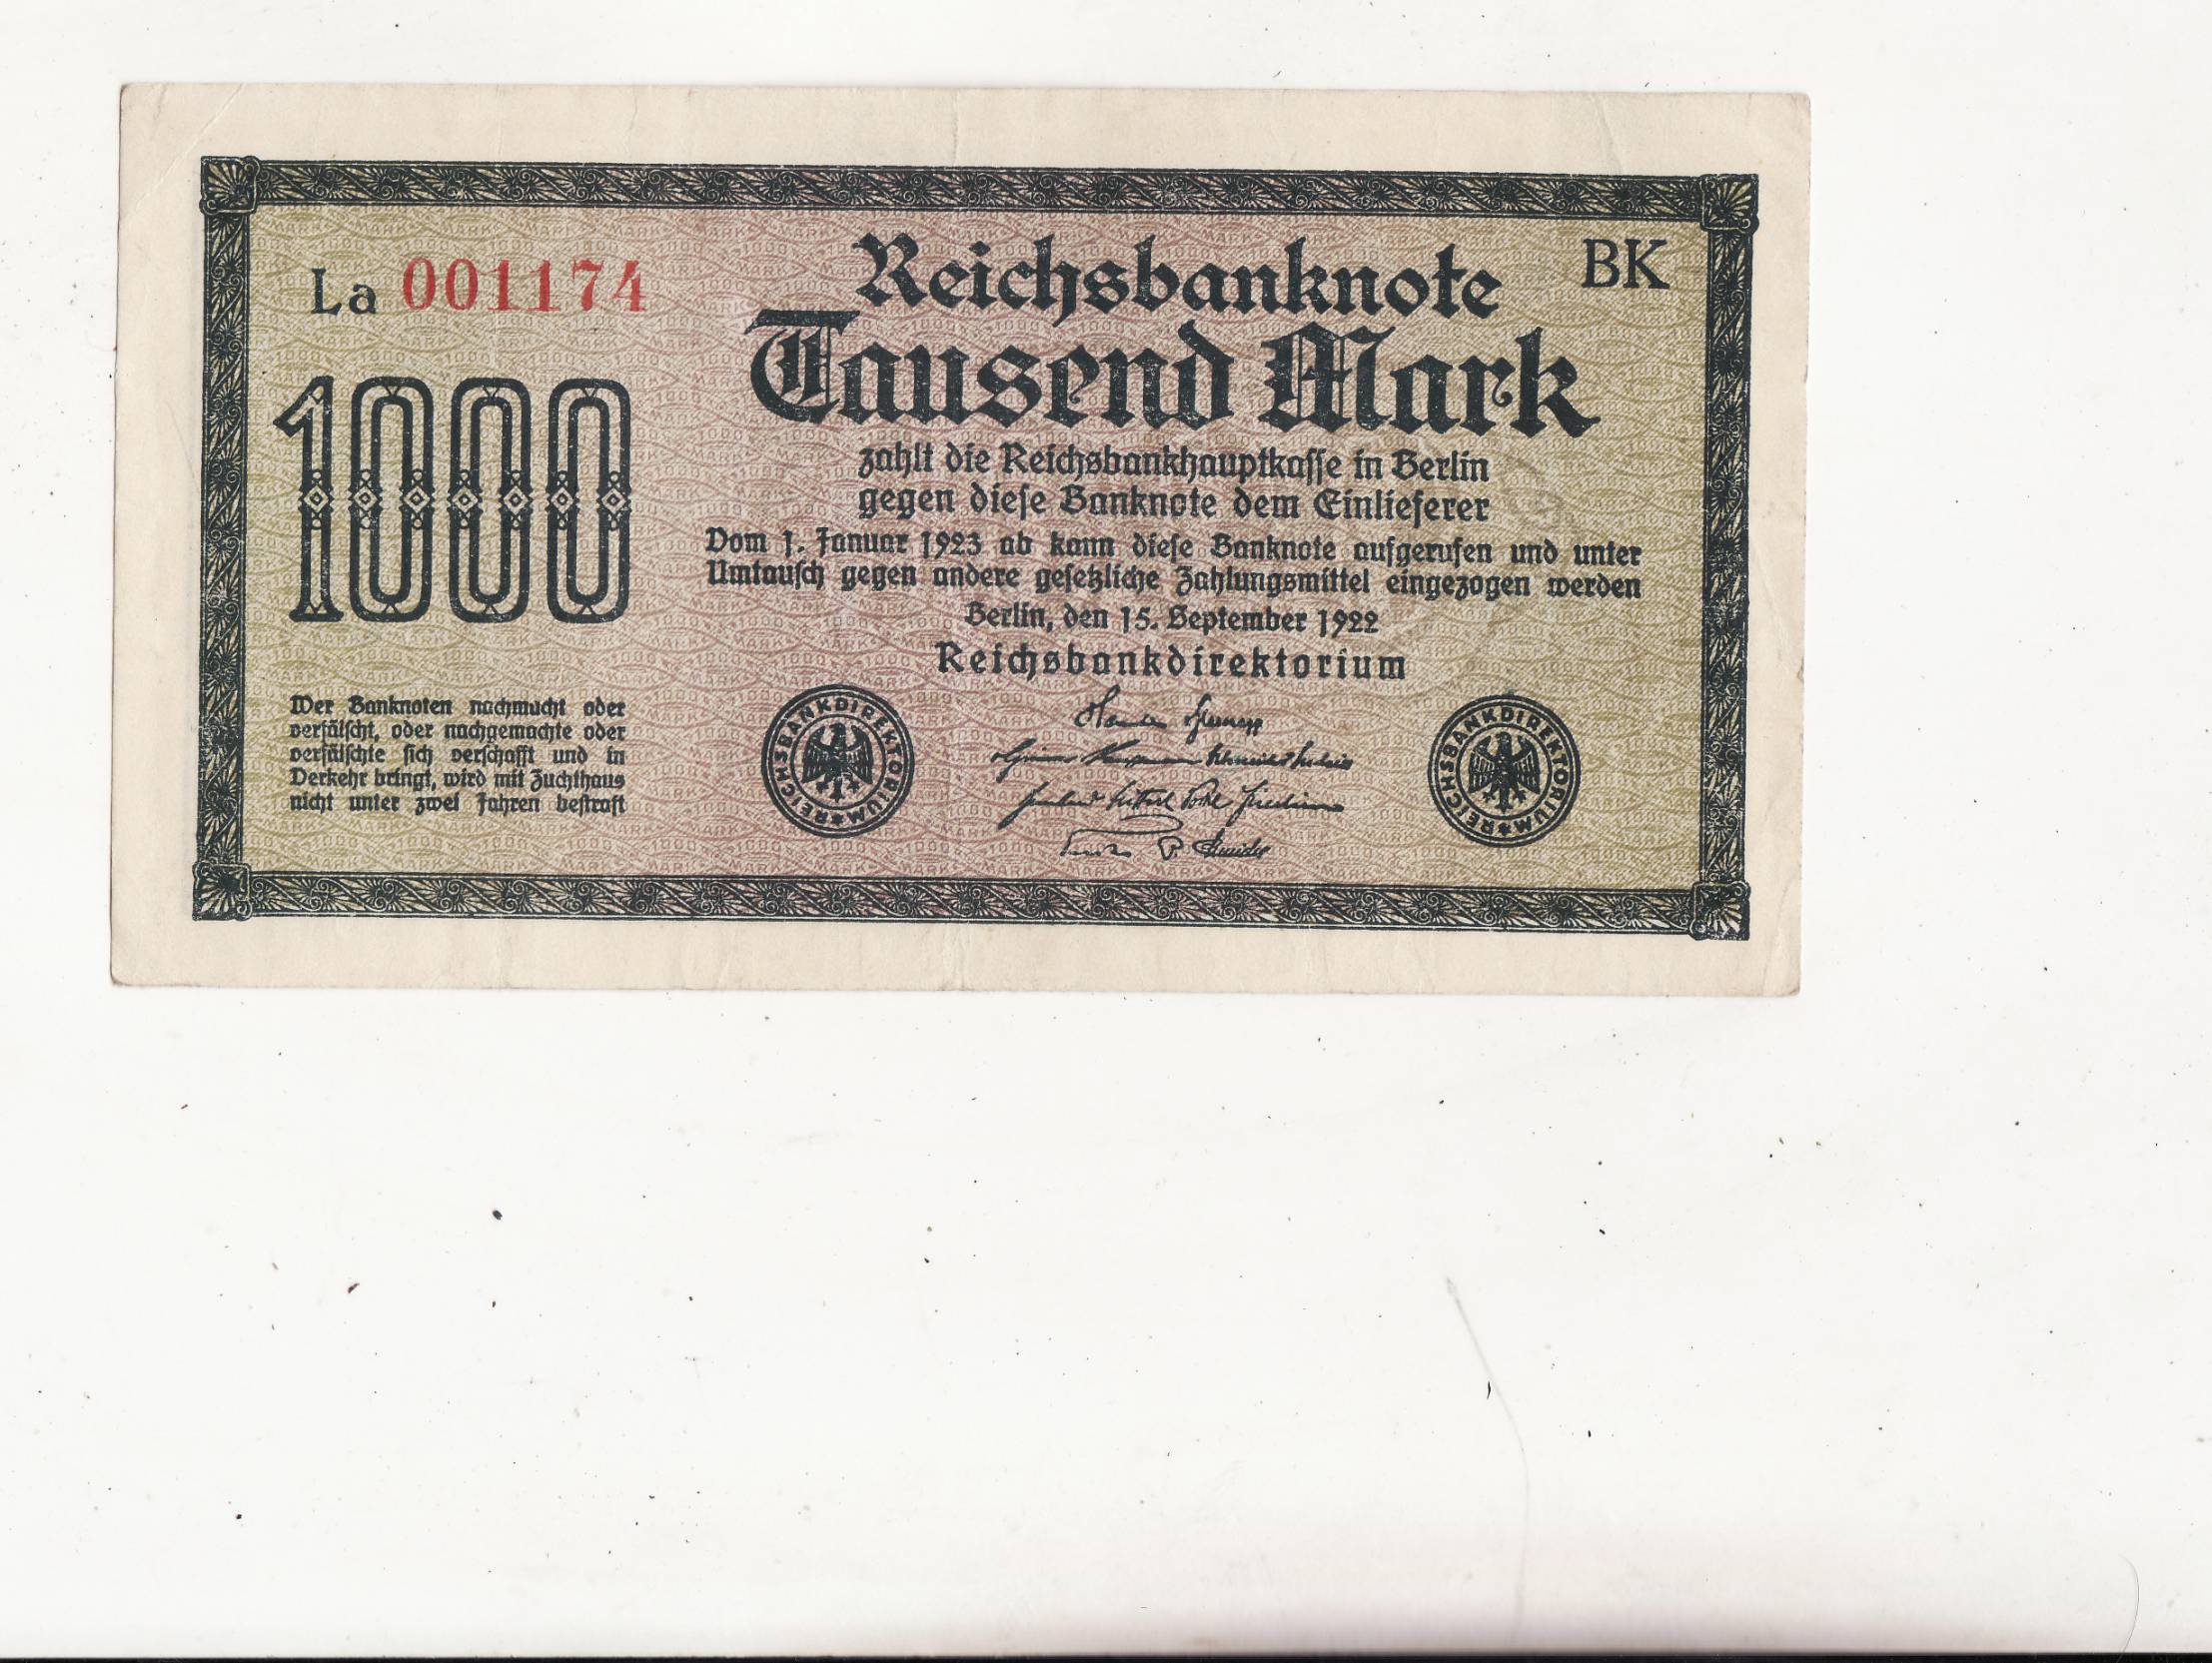 La 001174
Reichsbanknote
BK
Tausend Mark
1000
zahlt die Reichsbankhauptkasse in Berlin
gegen diese Banknote dem Einlieferer
Vom 1. Januar 1923 ab kann diese Banknote aufgerufen und unter
Umtausch gegen andere gesetzliche Zahlungsmittel eingezogen werden
Berlin, den 15. September 1922
Reichsbankdirektorium
Wer Banknoten nachmacht oder
verfälscht, oder nachgemachte oder
verfälschte sich verschafft und in
Verkehr bringt, wird mit Zuchthaus
nicht unter zwei Jahren bestraft
REICHSBANKDIREKTORIUM
REICHSBANKDIREKTORIUM